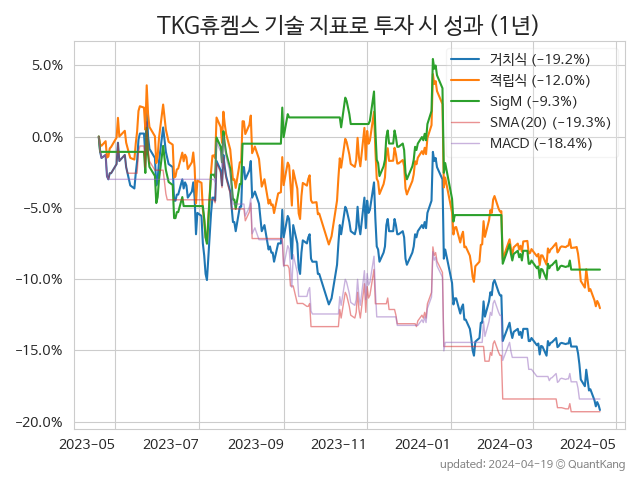 TKG휴켐스 기술 지표로 투자 시 성과 (1년)
거치식 (−19.2%)
적립식 (−12.0%)
SigM (−9.3%)
SMA(20) (−19.3%)
MACD (−18.4%)
5.0%
0.0%
−5.0%
−10.0%
−15.0%
−20.0%
2023-05 2023-07 2023-09 2023-11 2024-01 2024-03 2024-05
updated: 2024-04-19 © QuantKang